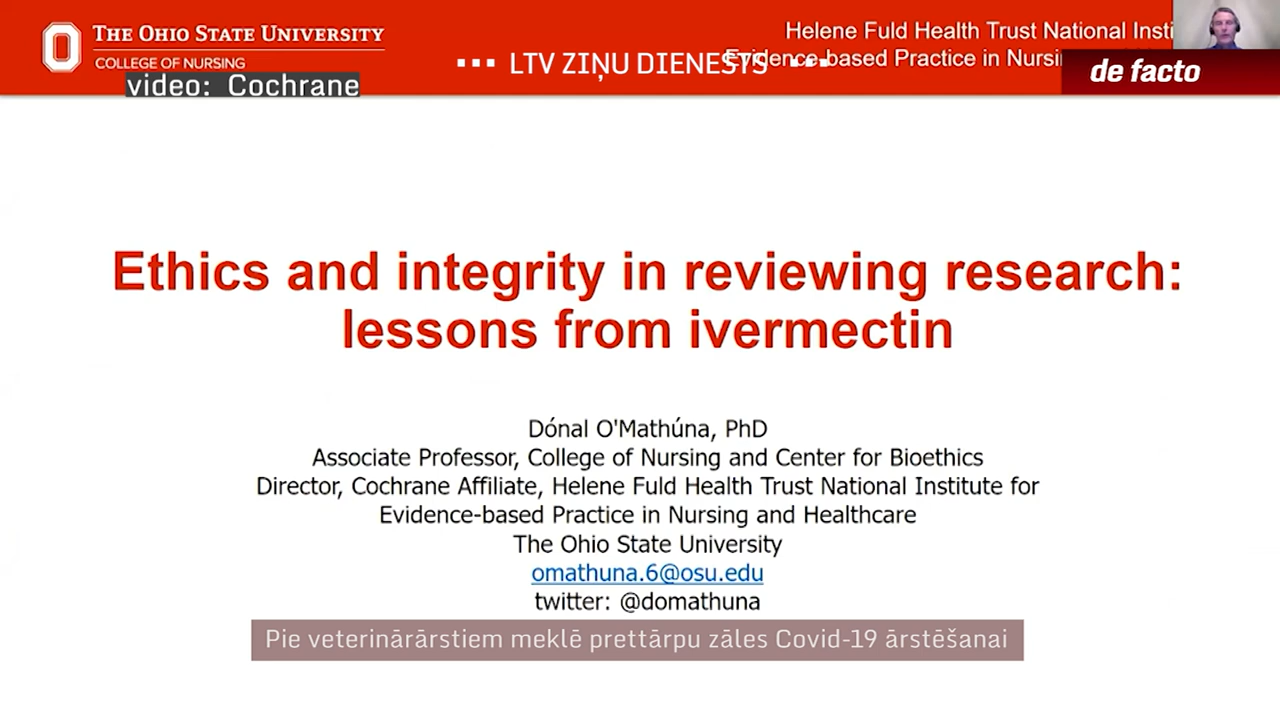 THE OHIO STATE UNIVERSITY
COLLEGE OF NURSING
video: Cochrane
••• LTV ZIŅU DIENESTS •••
Helene Fuld Health Trust National
Evidence-based Practice in
de facto
Ethics and integrity in reviewing research:
lessons from ivermectin
Dónal O'Mathúna, PhD
Associate Professor, College of Nursing and Center for Bioethics
Director, Cochrane Affiliate, Helene Fuld Health Trust National Institute for
Evidence-based Practice in Nursing and Healthcare
The Ohio State University
omathuna.6@osu.edu
twitter: @domathuna
Pie veterinārārstiem meklē prettārpu zāles Covid-19 ārstēšanai